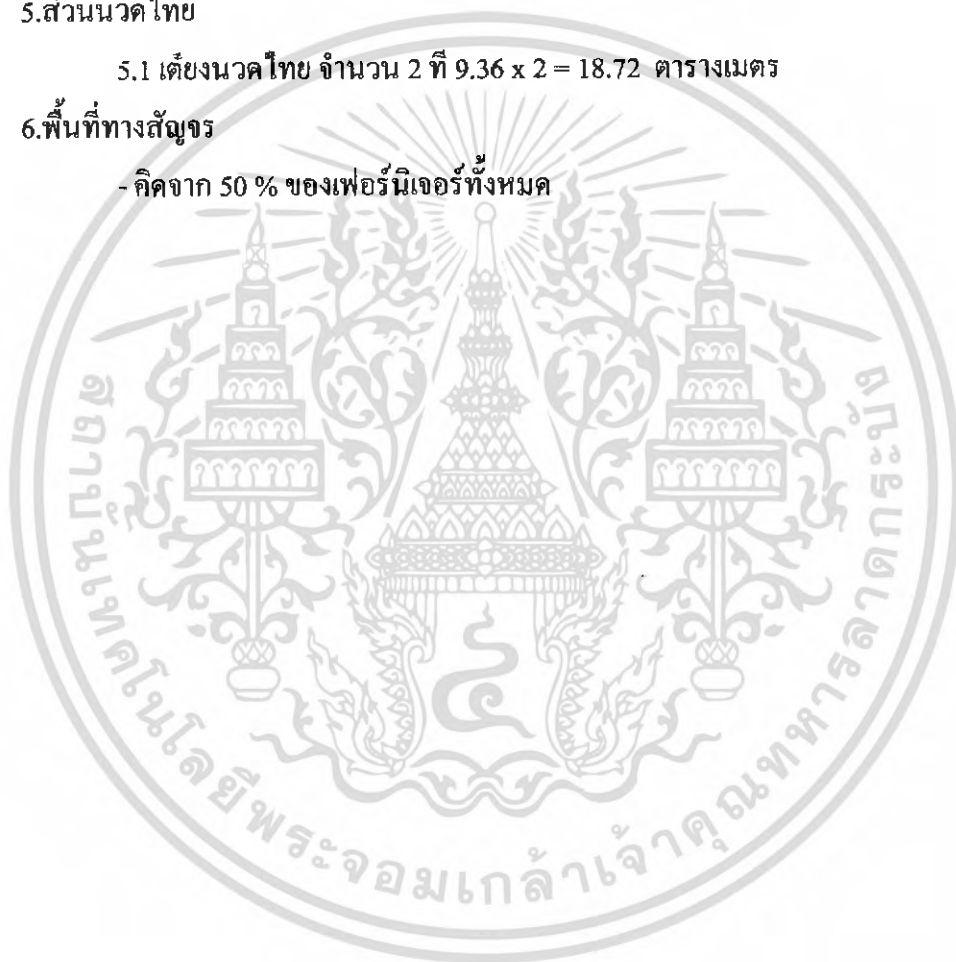 5.ส่วนนวดไทย
5.1 เตียงนวดไทย จำนวน 2 ที่ 9.36 x 2 = 18.72 ตารางเมตร
6.พื้นที่ทางสัญจร
- คิดจาก 50 % ของเฟอร์นิเจอร์ทั้งหมด
สถาบันเทคโนโลยีพระจอมเกล้าเจ้าคุณทหารลาดกระบัง